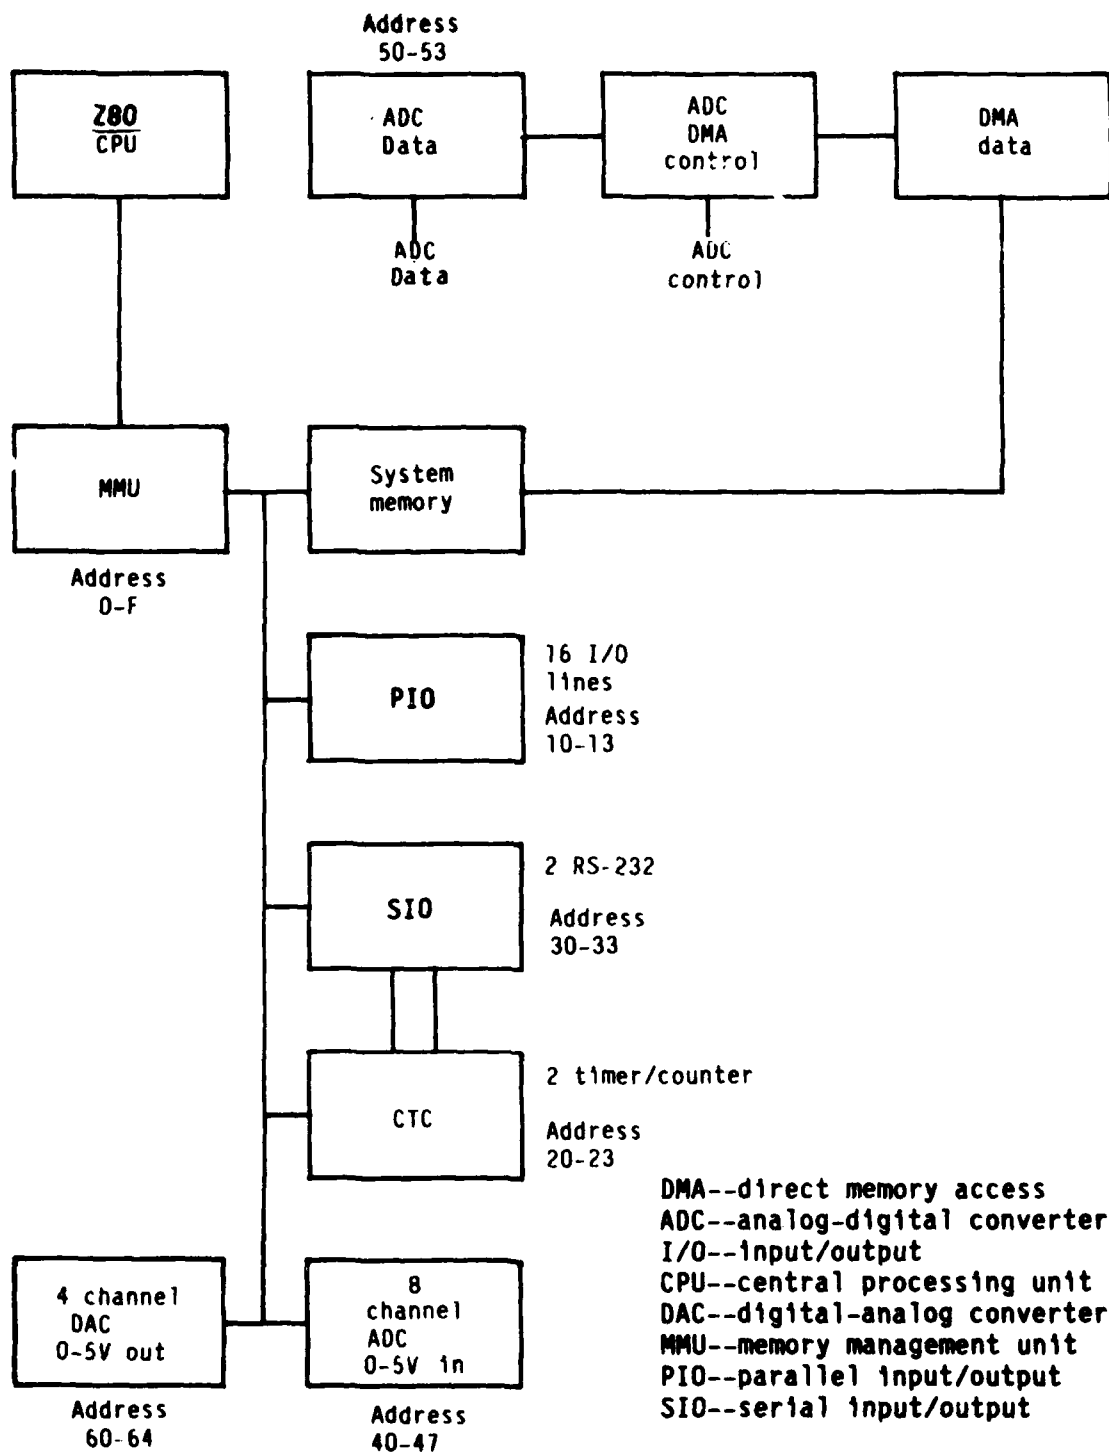 Address
50-53
Z80
CPU
ADC
Data
ADC
DMA
control
DMA
data
ADC
Data
ADC
control
MMU
System
memory
Address
0-F
PIO
16 I/O
lines
Address
10-13
SIO
2 RS-232
Address
30-33
CTC
2 timer/counter
Address
20-23
4 channel
DAC
0-5V out
8
channel
ADC
0-5V in
Address
60-64
Address
40-47
DMA--direct memory access
ADC--analog-digital converter
I/O--input/output
CPU--central processing unit
DAC--digital-analog converter
MMU--memory management unit
PIO--parallel input/output
SIO--serial input/output